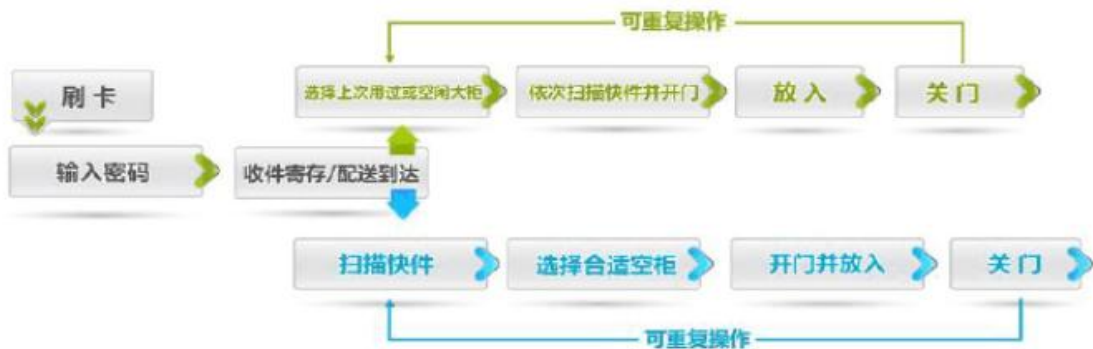 可重复操作
刷卡
选择上次用过或空闲大柜
依次扫描快件并开门
放入
关门
输入密码
收件寄存/配送到达
扫描快件
选择合适空柜
开门并放入
关门
可重复操作